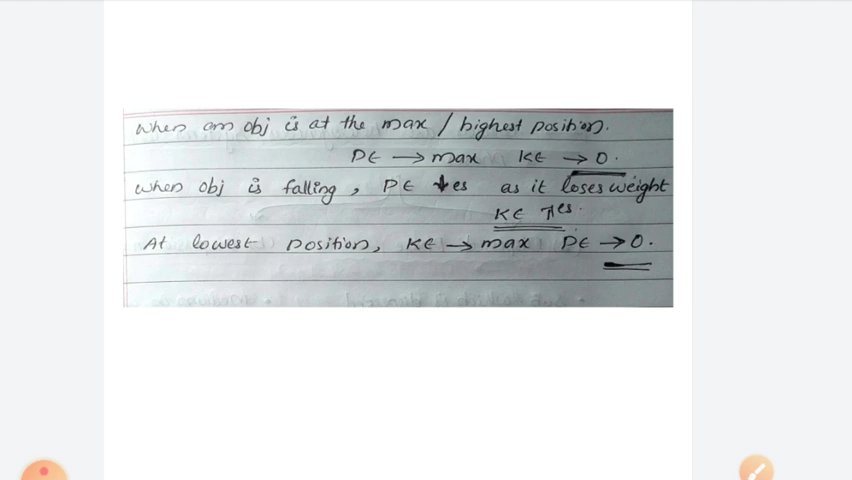 When an obj is at the max / highest position.
PE → max KE → 0.
When obj is falling, PE ↓es as it loses weight
KE ↑es.
At lowest position, KE → max PE → 0.